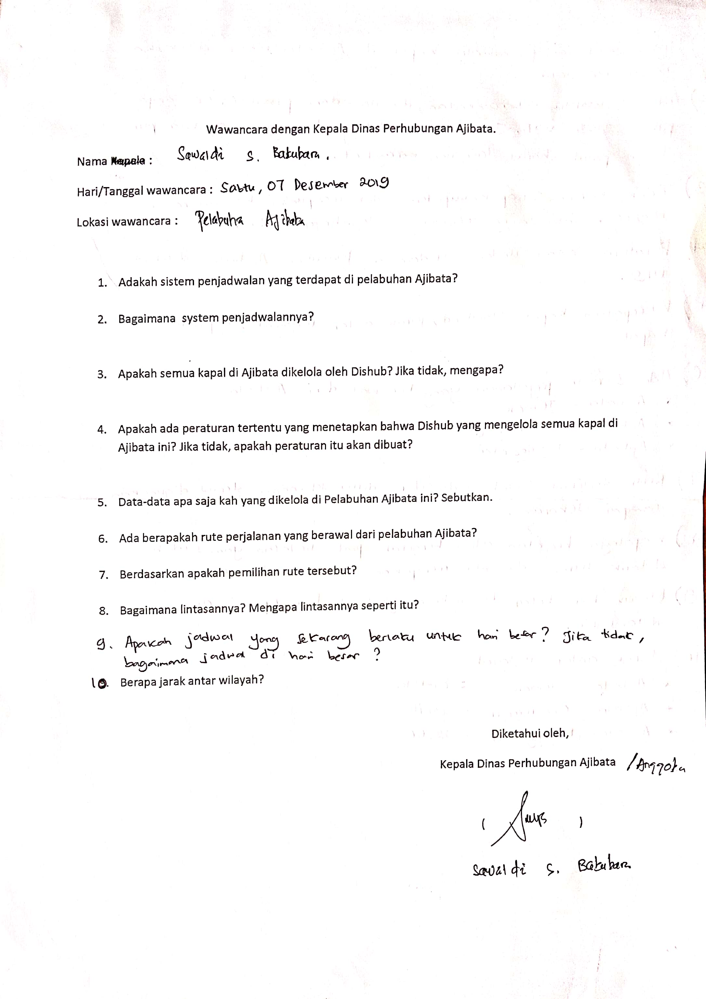 Wawancara dengan Kepala Dinas Perhubungan Ajibata.
Nama Kepala : Sawaldi S. Batubara.
Hari/Tanggal wawancara : Sabtu, 07 Desember 2019
Lokasi wawancara : Pelabuha Ajibata
1. Adakah sistem penjadwalan yang terdapat di pelabuhan Ajibata?
2. Bagaimana system penjadwalannya?
3. Apakah semua kapal di Ajibata dikelola oleh Dishub? Jika tidak, mengapa?
4. Apakah ada peraturan tertentu yang menetapkan bahwa Dishub yang mengelola semua kapal di
Ajibata ini? Jika tidak, apakah peraturan itu akan dibuat?
5. Data-data apa saja kah yang dikelola di Pelabuhan Ajibata ini? Sebutkan.
6. Ada berapakah rute perjalanan yang berawal dari pelabuhan Ajibata?
7. Berdasarkan apakah pemilihan rute tersebut?
8. Bagaimana lintasannya? Mengapa lintasannya seperti itu?
9. Apakah jadwal yang sekarang berlaku untuk hari besar? Jika tidak,
bagaimana jadwal di hari besar ?
10. Berapa jarak antar wilayah?
Diketahui oleh,
Kepala Dinas Perhubungan Ajibata /Anggota
( )
Sawaldi S. Batubara